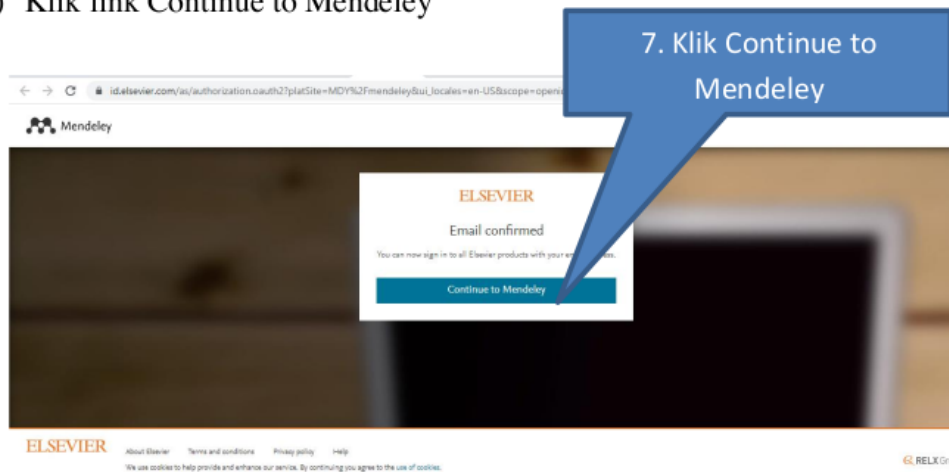 ) Klik link Continue to Mendeley
7. Klik Continue to
Mendeley
id.elsevier.com/as/authorization.oauth2?platSite=MDY%2Fmendeley&ui_locales=en-US&scope=openi
Mendeley
ELSEVIER
Email confirmed
You can now sign in to all Elsevier products with your
Continue to Mendeley
ELSEVIER
About Elsevier Terms and conditions Privacy policy Help
We use cookies to help provide and enhance our service. By continuing you agree to the use of cookies.
RELX Gr